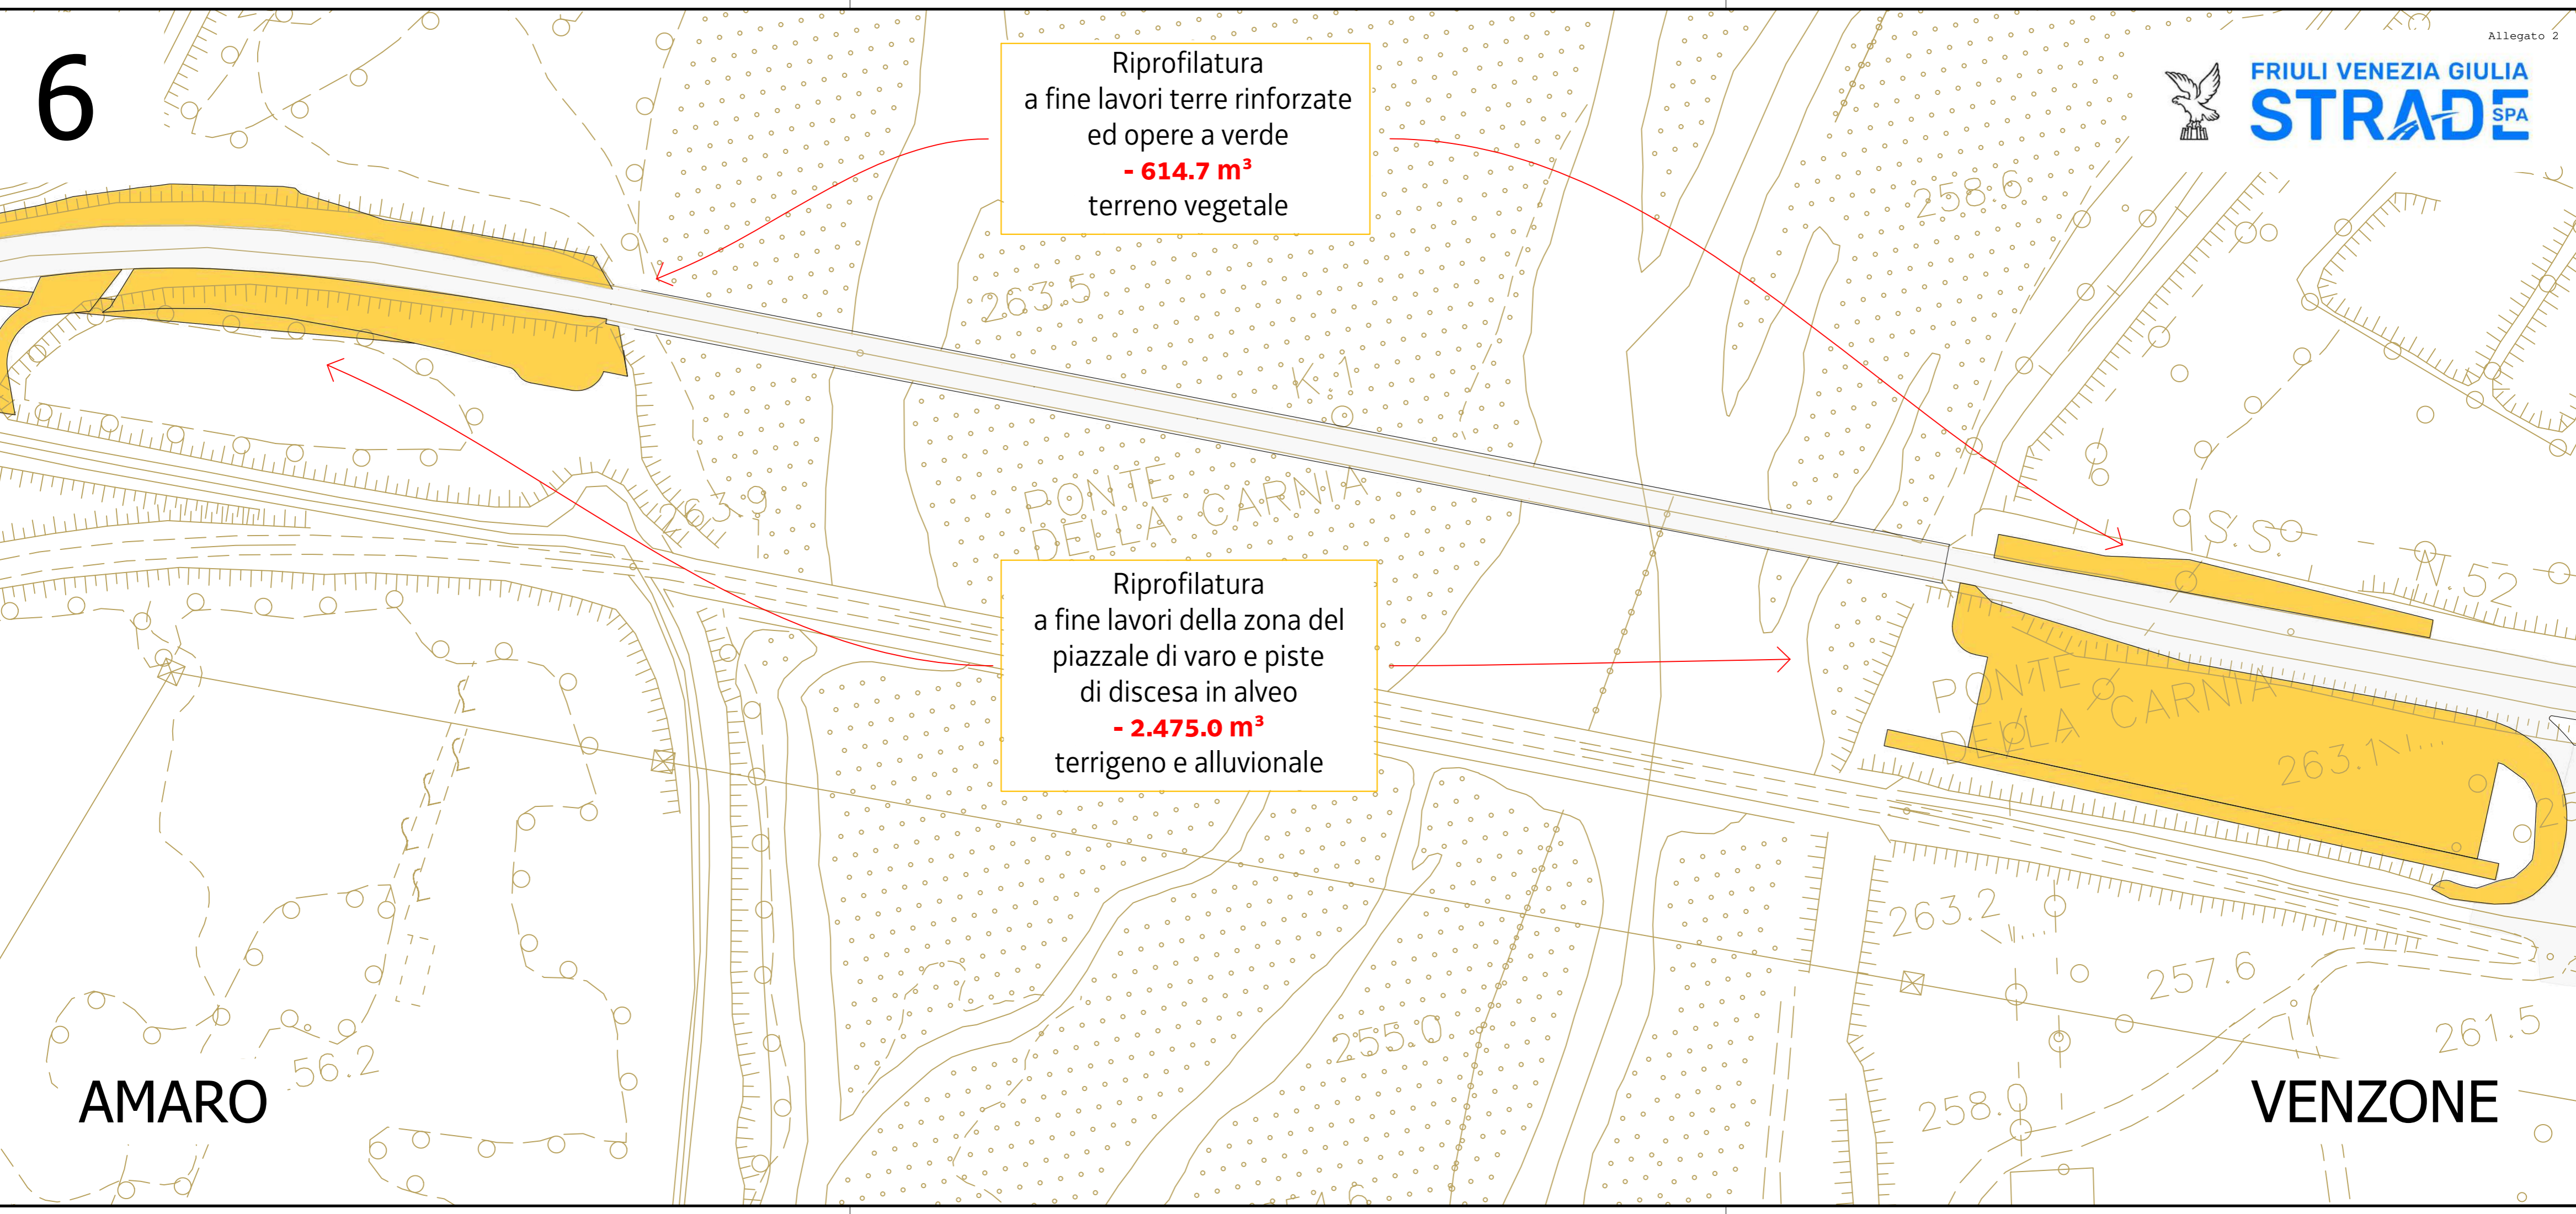 Allegato 2
6
FRIULI VENEZIA GIULIA
STRADE SPA
Riprofilatura
a fine lavori terre rinforzate
ed opere a verde
- 614.7 m³
terreno vegetale
258.6
263.5
K.1
263.9
PONTE
DELLA CARNIA
S.S.
N.52
Riprofilatura
a fine lavori della zona del
piazzale di varo e piste
di discesa in alveo
- 2.475.0 m³
terrigeno e alluvionale
PONTE
DELLA CARNIA
263.1
263.2
257.6
255.0
261.5
56.2
258.0
AMARO
VENZONE